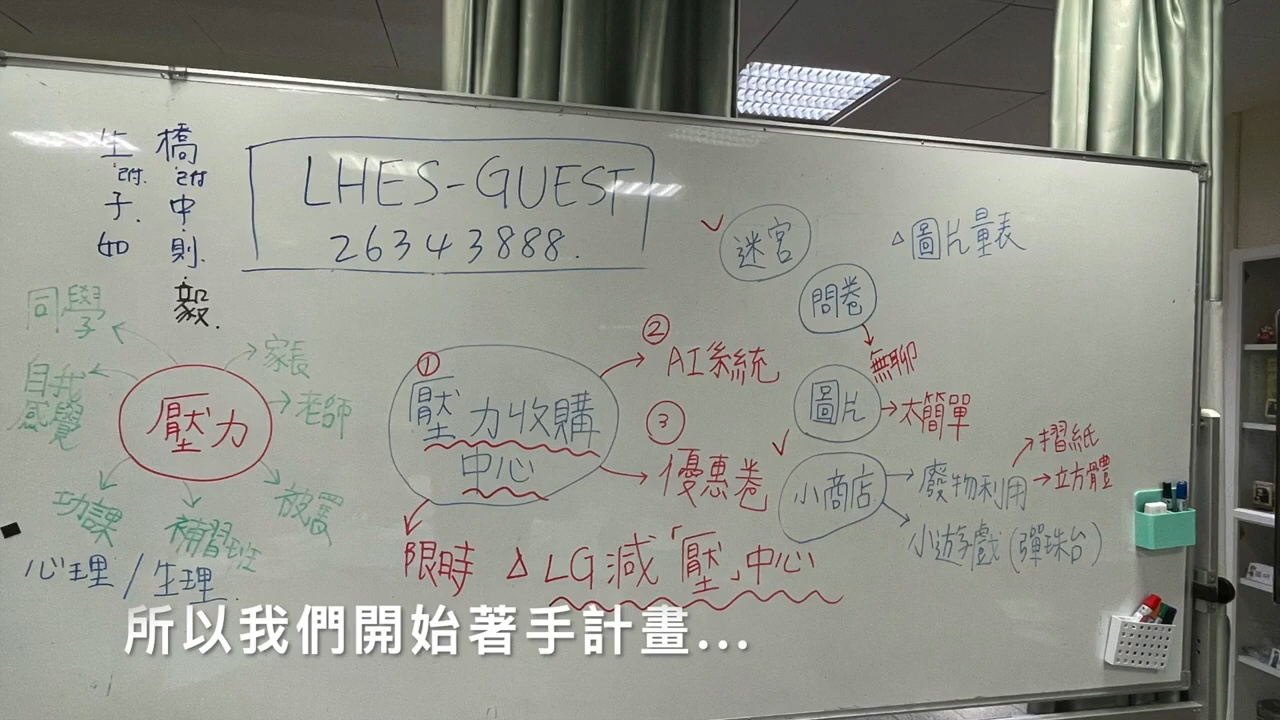 橋附中則毅
生附子如
LHES-GUEST
26343888.
✓迷宮
△圖片量表
問卷
無聊
圖片→太簡單
✓小商店
廢物利用
摺紙
立方體
小遊戲(彈珠台)
同學
自我感覺
家長
老師
壓力
功課
補習班
被罵
心理/生理
① 壓力收購中心
② AI系統
③ 優惠卷
限時
△LG減「壓」中心
所以我們開始著手計畫...